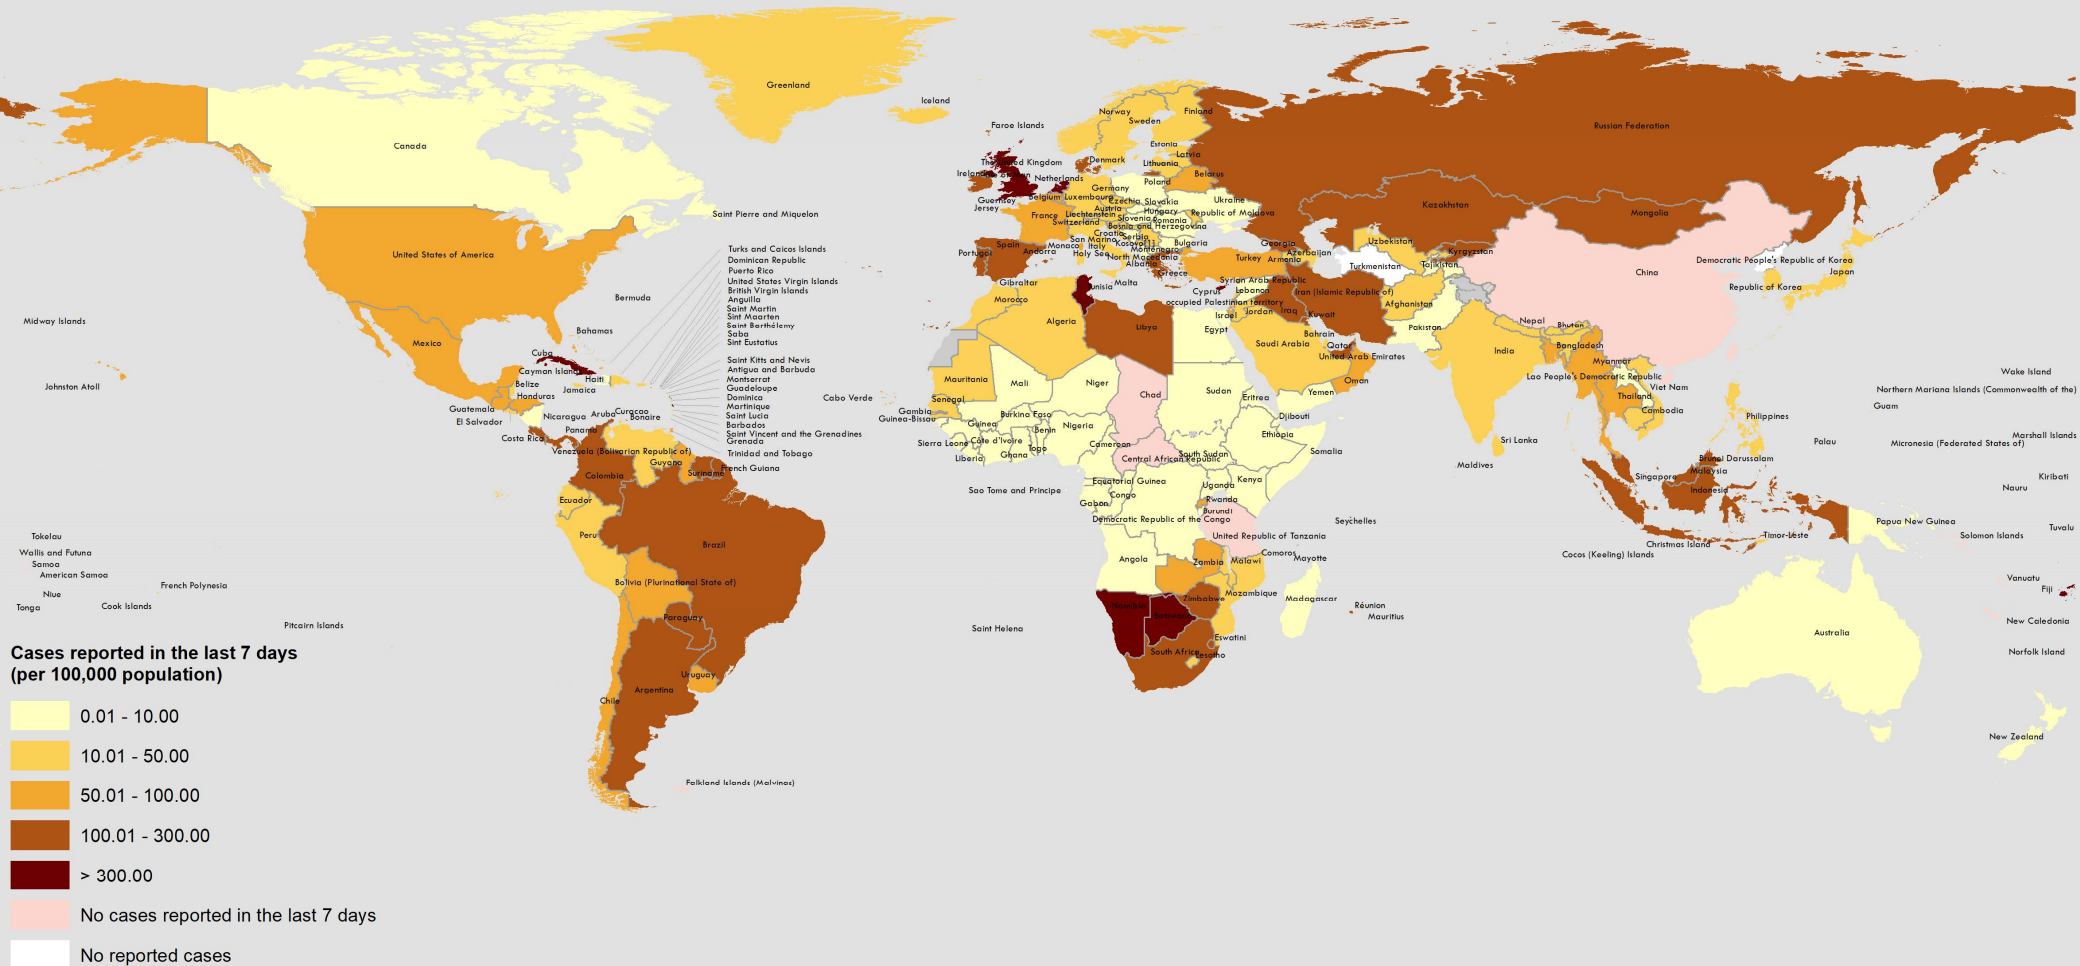 Greenland
Iceland
Faroe Islands
Norway
Sweden
Finland
Russian Federation
Canada
Estonia
Latvia
Lithuania
Denmark
Belarus
Poland
Netherlands
Germany
Guernsey
Jersey
Belgium
Luxembourg
Czechia
Slovakia
Ukraine
France
Liechtenstein
Austria
Switzerland
Hungary
Slovenia
Romania
Republic of Moldova
Croatia
Bosnia and Herzegovina
Serbia
San Marino
Monaco
Italy
Holy See
Kosovo[1]
Montenegro
Bulgaria
North Macedonia
Albania
Greece
Andorra
Spain
Portugal
Gibraltar
Malta
Tunisia
Turkey
Georgia
Armenia
Azerbaijan
Kazakhstan
Mongolia
Uzbekistan
Kyrgyzstan
Turkmenistan
Tajikistan
China
Democratic People's Republic of Korea
Republic of Korea
Japan
Saint Pierre and Miquelon
United States of America
Bermuda
Bahamas
Mexico
Midway Islands
Johnston Atoll
Turks and Caicos Islands
Dominican Republic
Puerto Rico
United States Virgin Islands
British Virgin Islands
Anguilla
Saint Martin
Sint Maarten
Saint Barthélemy
Saba
Sint Eustatius
Saint Kitts and Nevis
Antigua and Barbuda
Montserrat
Guadeloupe
Dominica
Martinique
Saint Lucia
Barbados
Saint Vincent and the Grenadines
Grenada
Trinidad and Tobago
Cuba
Cayman Islands
Haiti
Jamaica
Belize
Honduras
Guatemala
El Salvador
Nicaragua
Aruba
Curaçao
Bonaire
Costa Rica
Panama
Venezuela (Bolivarian Republic of)
Guyana
Suriname
French Guiana
Colombia
Ecuador
Peru
Brazil
Bolivia (Plurinational State of)
Paraguay
Uruguay
Argentina
Chile
Falkland Islands (Malvinas)
Cabo Verde
Morocco
Algeria
Libya
Egypt
Cyprus
Syrian Arab Republic
Lebanon
occupied Palestinian territory
Israel
Jordan
Iraq
Iran (Islamic Republic of)
Kuwait
Bahrain
Qatar
United Arab Emirates
Saudi Arabia
Oman
Yemen
Afghanistan
Pakistan
Nepal
Bhutan
Bangladesh
India
Sri Lanka
Maldives
Myanmar
Lao People's Democratic Republic
Viet Nam
Thailand
Cambodia
Philippines
Palau
Brunei Darussalam
Malaysia
Singapore
Indonesia
Timor-Leste
Christmas Island
Cocos (Keeling) Islands
Papua New Guinea
Solomon Islands
Wake Island
Northern Mariana Islands (Commonwealth of the)
Guam
Marshall Islands
Micronesia (Federated States of)
Kiribati
Nauru
Tuvalu
Vanuatu
Fiji
New Caledonia
Norfolk Island
Australia
New Zealand
Mauritania
Mali
Niger
Chad
Sudan
Eritrea
Djibouti
Senegal
Gambia
Guinea-Bissau
Guinea
Burkina Faso
Sierra Leone
Côte d'Ivoire
Benin
Togo
Ghana
Liberia
Nigeria
Cameroon
Central African Republic
South Sudan
Ethiopia
Somalia
Sao Tome and Principe
Equatorial Guinea
Gabon
Congo
Democratic Republic of the Congo
Uganda
Kenya
Rwanda
Burundi
United Republic of Tanzania
Seychelles
Comoros
Mayotte
Angola
Zambia
Malawi
Mozambique
Zimbabwe
Madagascar
Réunion
Mauritius
Namibia
Botswana
South Africa
Lesotho
Eswatini
Saint Helena
Tokelau
Wallis and Futuna
Samoa
American Samoa
Niue
Tonga
Cook Islands
French Polynesia
Pitcairn Islands
Cases reported in the last 7 days
(per 100,000 population)
0.01 - 10.00
10.01 - 50.00
50.01 - 100.00
100.01 - 300.00
> 300.00
No cases reported in the last 7 days
No reported cases